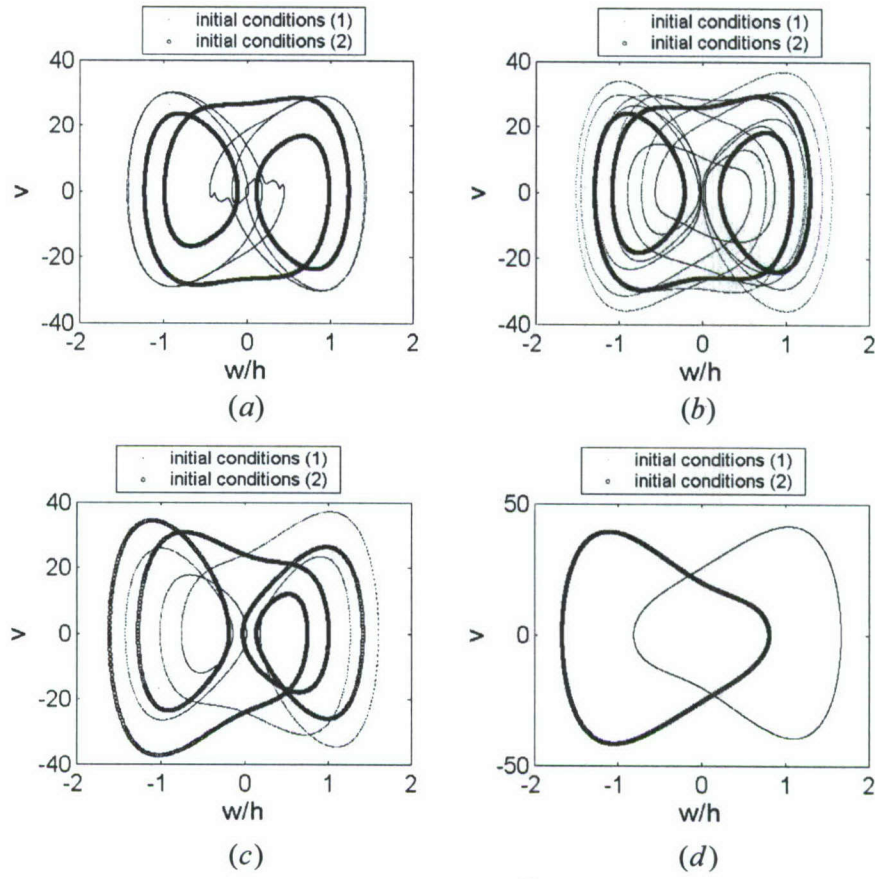 initial conditions (1)
initial conditions (2)
40
20
0
-20
-40
v
-2
-1
0
1
2
w/h
(a)
initial conditions (1)
initial conditions (2)
40
20
0
-20
-40
v
-2
-1
0
1
2
w/h
(b)
initial conditions (1)
initial conditions (2)
40
20
0
-20
-40
v
-2
-1
0
1
2
w/h
(c)
initial conditions (1)
initial conditions (2)
50
0
-50
v
-2
-1
0
1
2
w/h
(d)